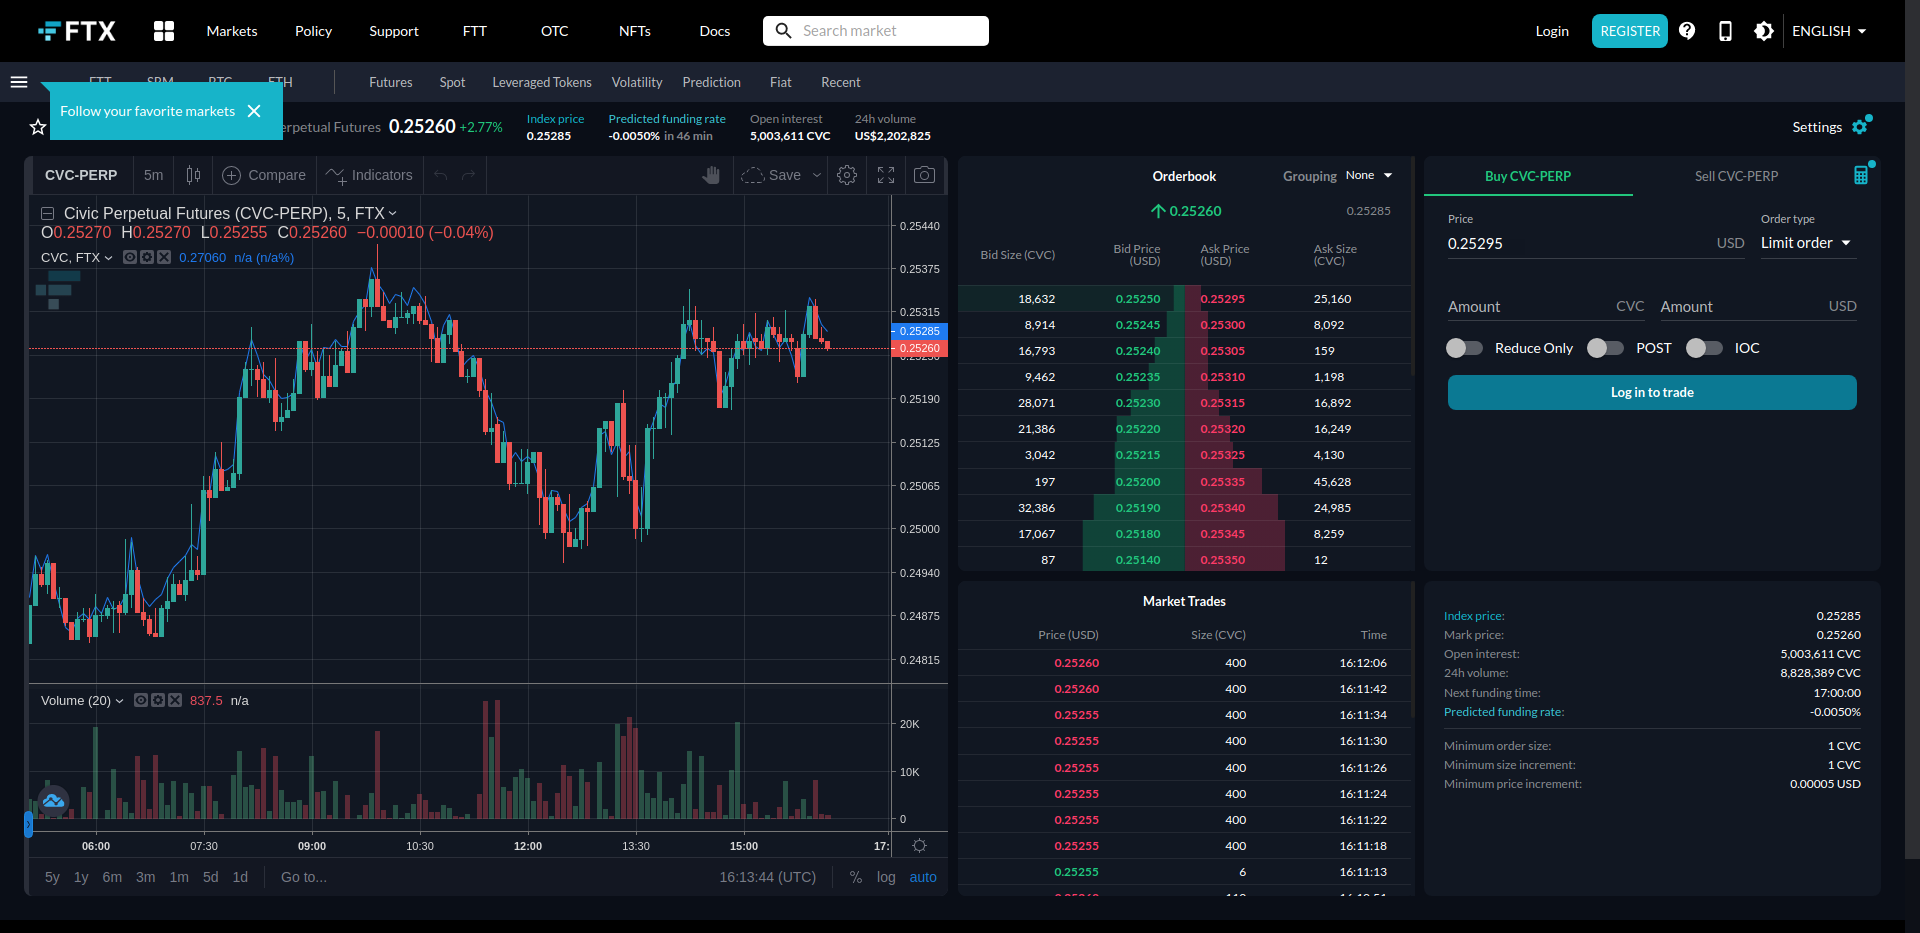 FTX
Markets
Policy
Support
FTT
OTC
NFTs
Docs
Search market
Login
REGISTER
ENGLISH
Futures
Spot
Leveraged Tokens
Volatility
Prediction
Fiat
Recent
Follow your favorite markets
erpetual Futures
0.25260 +2.77%
Index price
0.25285
Predicted funding rate
-0.0050% in 46 min
Open interest
5,003,611 CVC
24h volume
US$2,202,825
Settings
CVC-PERP
5m
Compare
Indicators
Save
Civic Perpetual Futures (CVC-PERP), 5, FTX
O0.25270 H0.25270 L0.25255 C0.25260 −0.00010 (−0.04%)
CVC, FTX
0.27060 n/a (n/a%)
0.25440
0.25375
0.25315
0.25285
0.25260
0.25190
0.25125
0.25065
0.25000
0.24940
0.24875
0.24815
Volume (20)
837.5 n/a
20K
10K
0
06:00
07:30
09:00
10:30
12:00
13:30
15:00
17:
5y
1y
6m
3m
1m
5d
1d
Go to...
16:13:44 (UTC)
%
log
auto
Orderbook
Grouping None
0.25260
0.25285
Bid Size (CVC)
Bid Price (USD)
Ask Price (USD)
Ask Size (CVC)
18,632 0.25250 0.25295 25,160
8,914 0.25245 0.25300 8,092
16,793 0.25240 0.25305 159
9,462 0.25235 0.25310 1,198
28,071 0.25230 0.25315 16,892
21,386 0.25220 0.25320 16,249
3,042 0.25215 0.25325 4,130
197 0.25200 0.25335 45,628
32,386 0.25190 0.25340 24,985
17,067 0.25180 0.25345 8,259
87 0.25140 0.25350 12
Market Trades
Price (USD) Size (CVC) Time
0.25260 400 16:12:06
0.25260 400 16:11:42
0.25255 400 16:11:34
0.25255 400 16:11:30
0.25255 400 16:11:26
0.25255 400 16:11:24
0.25255 400 16:11:22
0.25255 400 16:11:18
0.25255 6 16:11:13
Buy CVC-PERP
Sell CVC-PERP
Price
Order type
0.25295 USD
Limit order
Amount CVC
Amount USD
Reduce Only
POST
IOC
Log in to trade
Index price: 0.25285
Mark price: 0.25260
Open interest: 5,003,611 CVC
24h volume: 8,828,389 CVC
Next funding time: 17:00:00
Predicted funding rate: -0.0050%
Minimum order size: 1 CVC
Minimum size increment: 1 CVC
Minimum price increment: 0.00005 USD